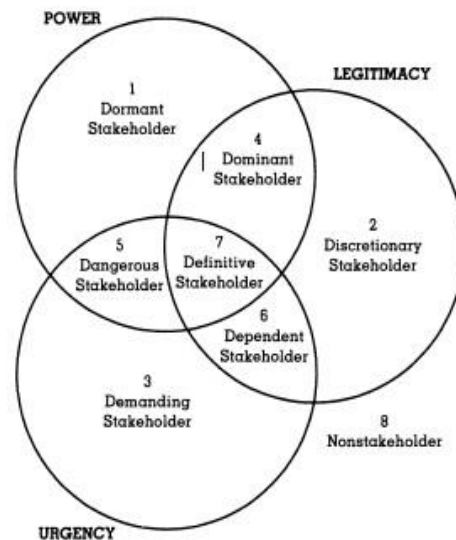 POWER
LEGITIMACY
1
Dormant
Stakeholder
4
Dominant
Stakeholder
2
Discretionary
Stakeholder
5
Dangerous
Stakeholder
7
Definitive
Stakeholder
6
Dependent
Stakeholder
3
Demanding
Stakeholder
8
Nonstakeholder
URGENCY